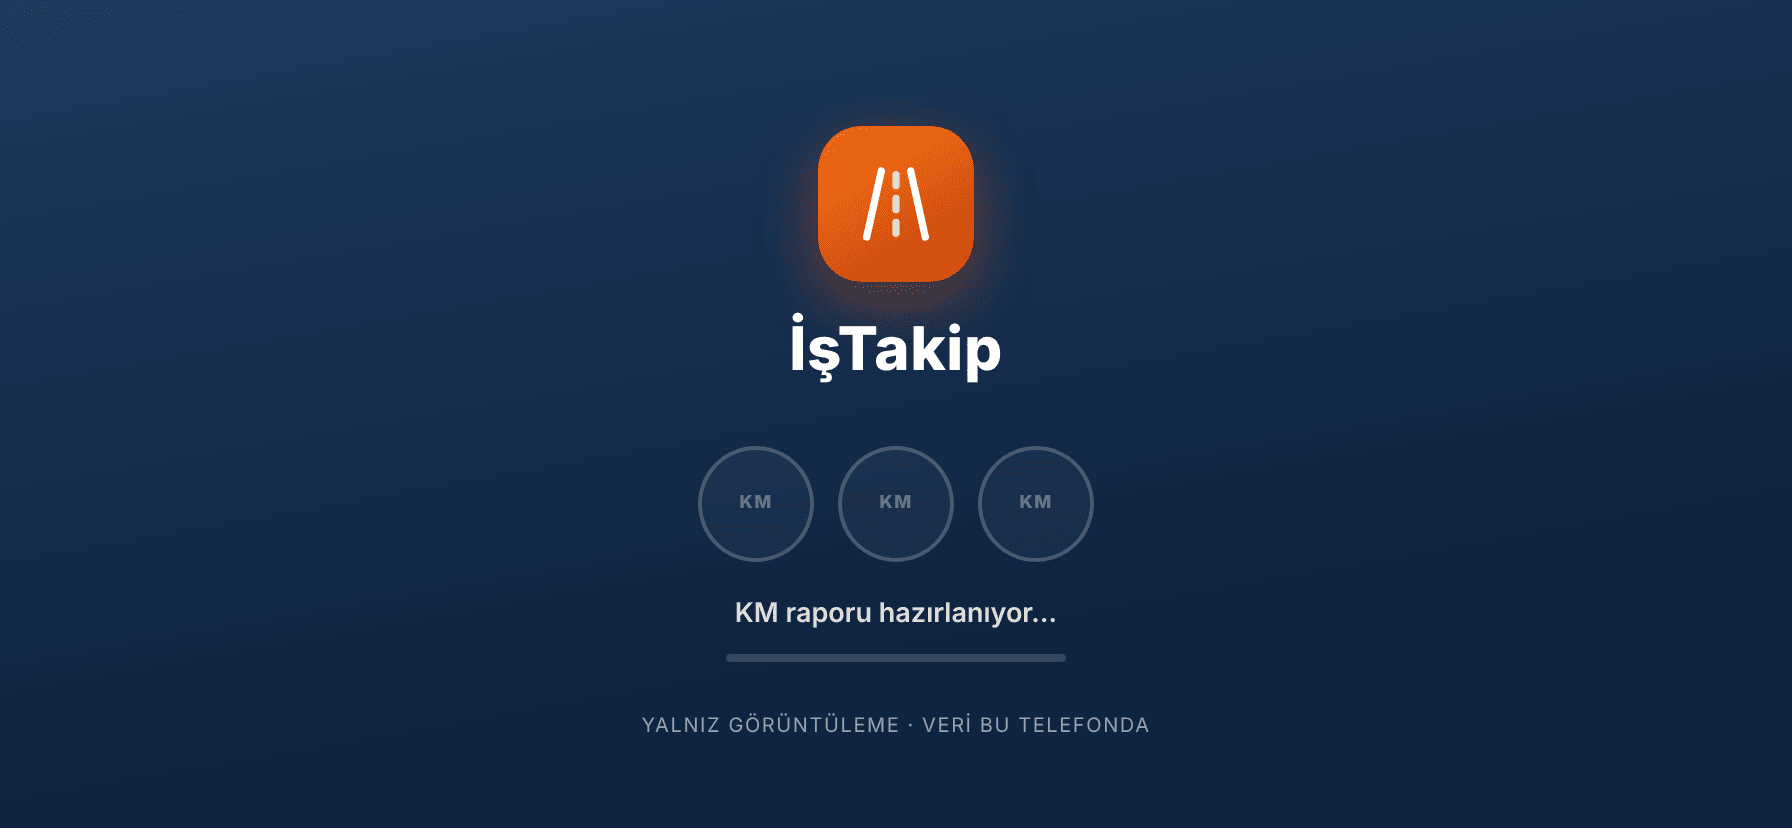 İşTakip
KM KM KM
KM raporu hazırlanıyor...
YALNIZ GÖRÜNTÜLEME · VERİ BU TELEFONDA